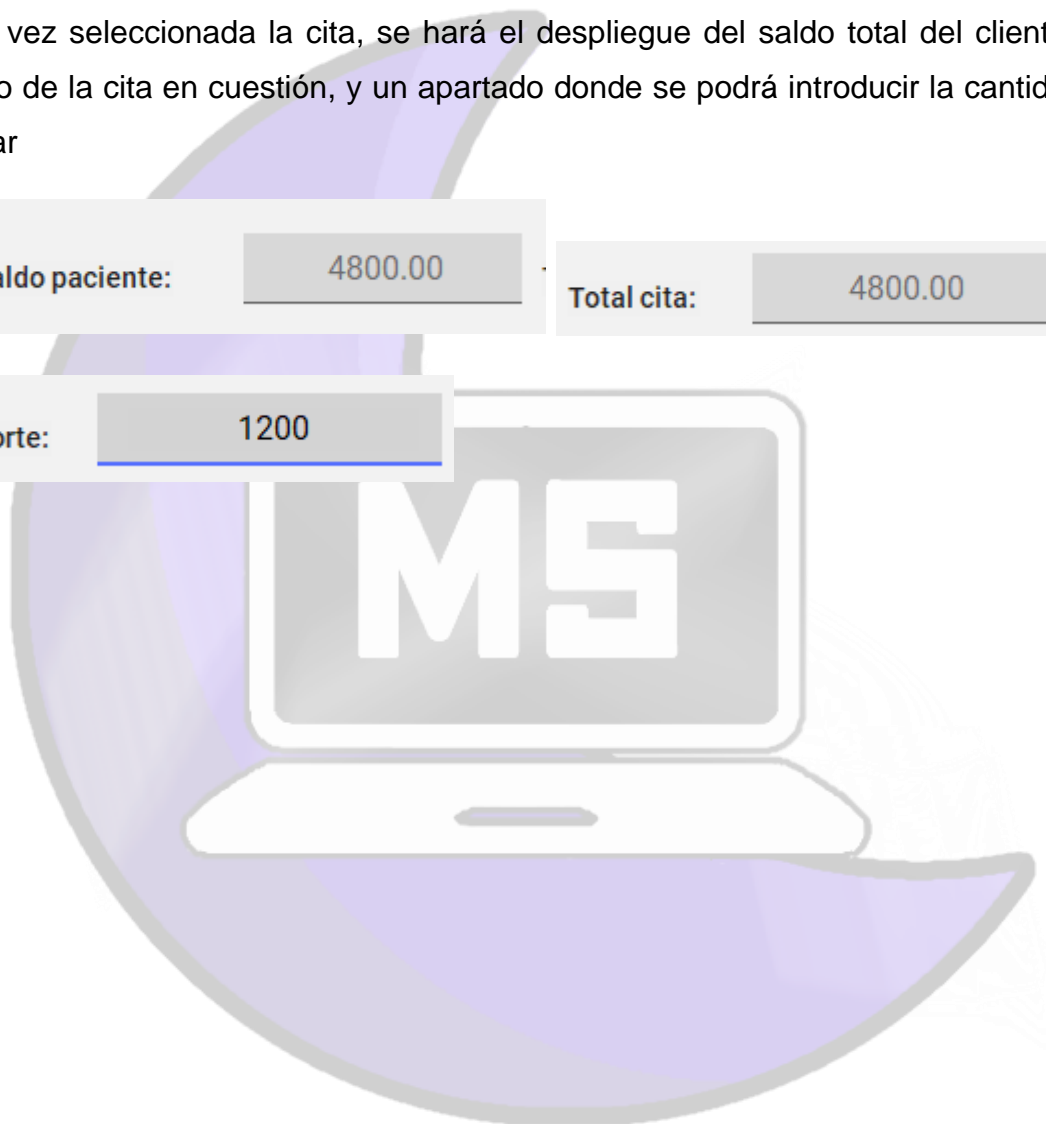 vez seleccionada la cita, se hará el despliegue del saldo total del client
o de la cita en cuestión, y un apartado donde se podrá introducir la cantid
ar
aldo paciente: 4800.00 Total cita: 4800.00
orte: 1200
MS